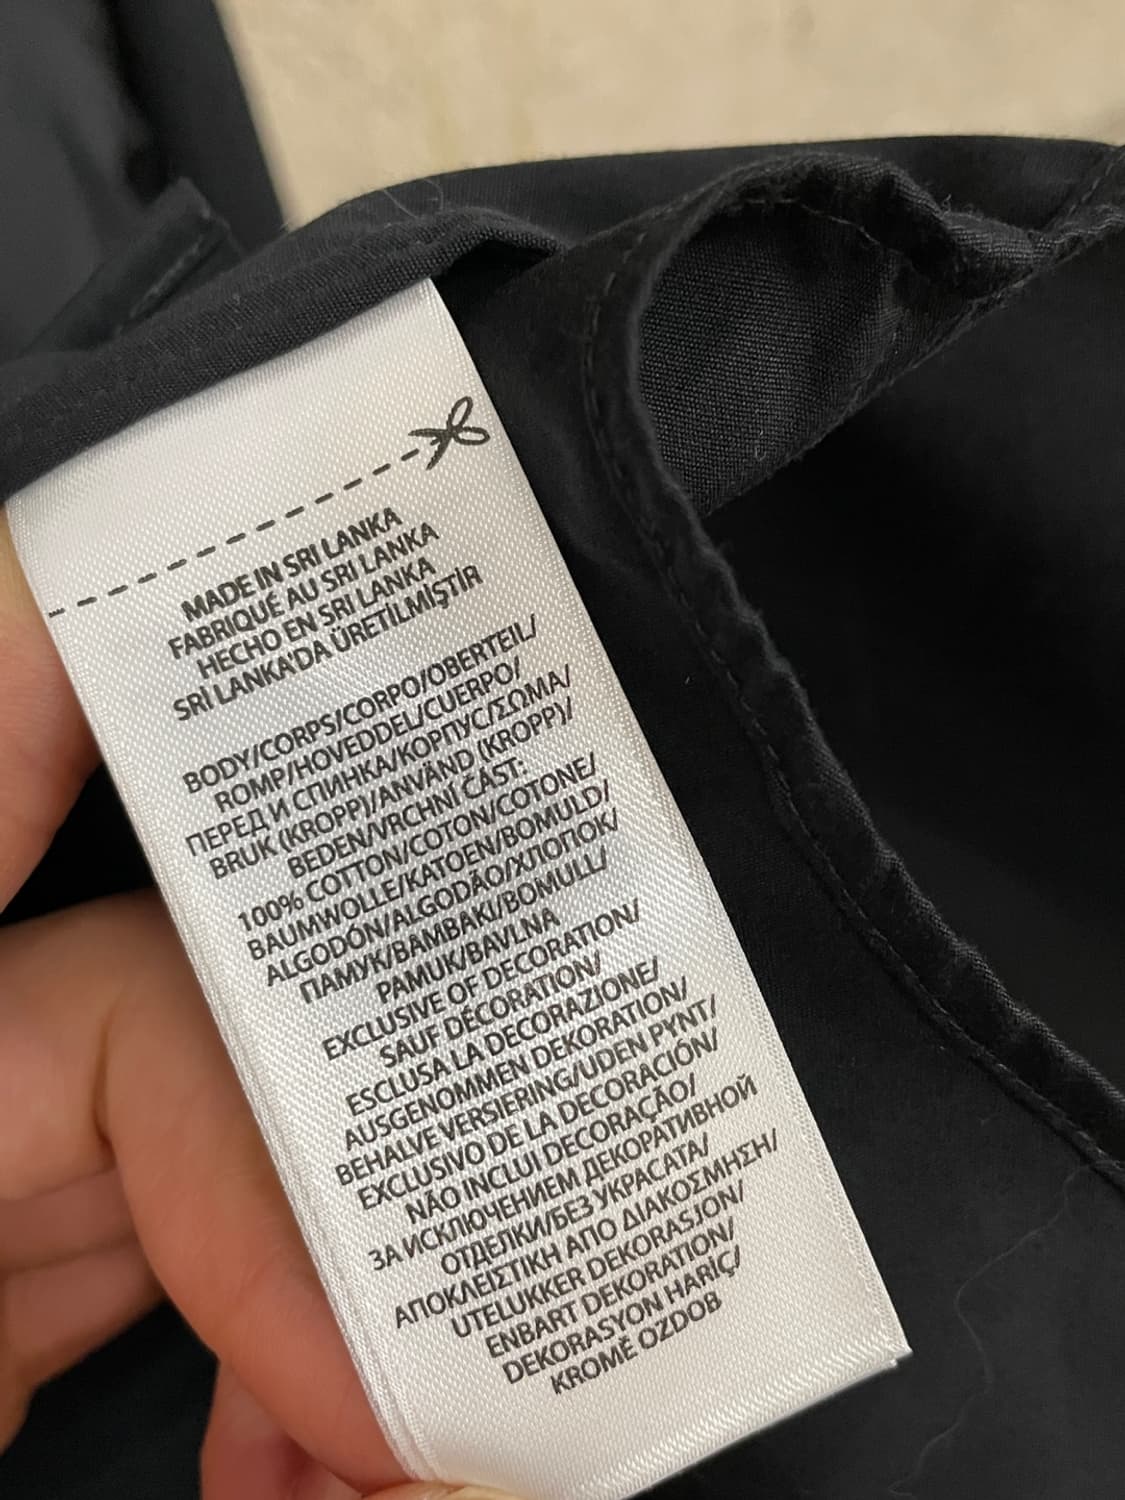 MADE IN SRI LANKA
FABRIQUÉ AU SRI LANKA
HECHO EN SRI LANKA
SRİ LANKA'DA ÜRETİLMİŞTİR
BODY/CORPS/CORPO/OBERTEIL/
ROMP/HOVEDDEL/CUERPO/
ПЕРЕД И СПИНКА/КОРПУС/ΣΩΜΑ/
BRUK (KROPP)/ANVÄND (KROPP)/
BEDEN/VRCHNÍ ČÁST:
100% COTTON/COTON/COTONE/
BAUMWOLLE/KATOEN/BOMULD/
ALGODÓN/ALGODÃO/ХЛОПОК/
ПАМУК/BAMBAKI/BOMULL/
PAMUK/BAVLNA
EXCLUSIVE OF DECORATION/
SAUF DÉCORATION/
ESCLUSA LA DECORAZIONE/
AUSGENOMMEN DEKORATION/
BEHALVE VERSIERING/UDEN PYNT/
EXCLUSIVO DE LA DECORACIÓN/
NÃO INCLUI DECORAÇÃO/
ЗА ИСКЛЮЧЕНИЕМ ДЕКОРАТИВНОЙ
ОТДЕЛКИ/БЕЗ УКРАСАТА/
ΑΠΟΚΛΕΙΣΤΙΚΗ ΑΠΟ ΔΙΑΚΟΣΜΗΣΗ/
UTELUKKER DEKORASJON/
ENBART DEKORATION/
DEKORASYON HARİÇ/
KROMĚ OZDOB